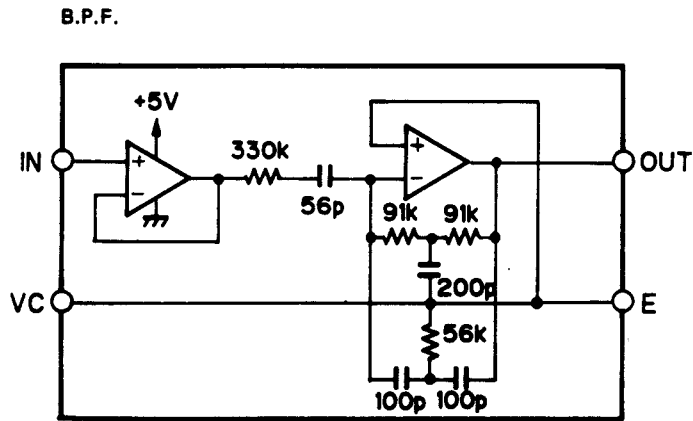 B.P.F.
+5V
IN
+
−
330k
56p
+
−
OUT
91k 91k
200p
VC
E
56k
100p 100p